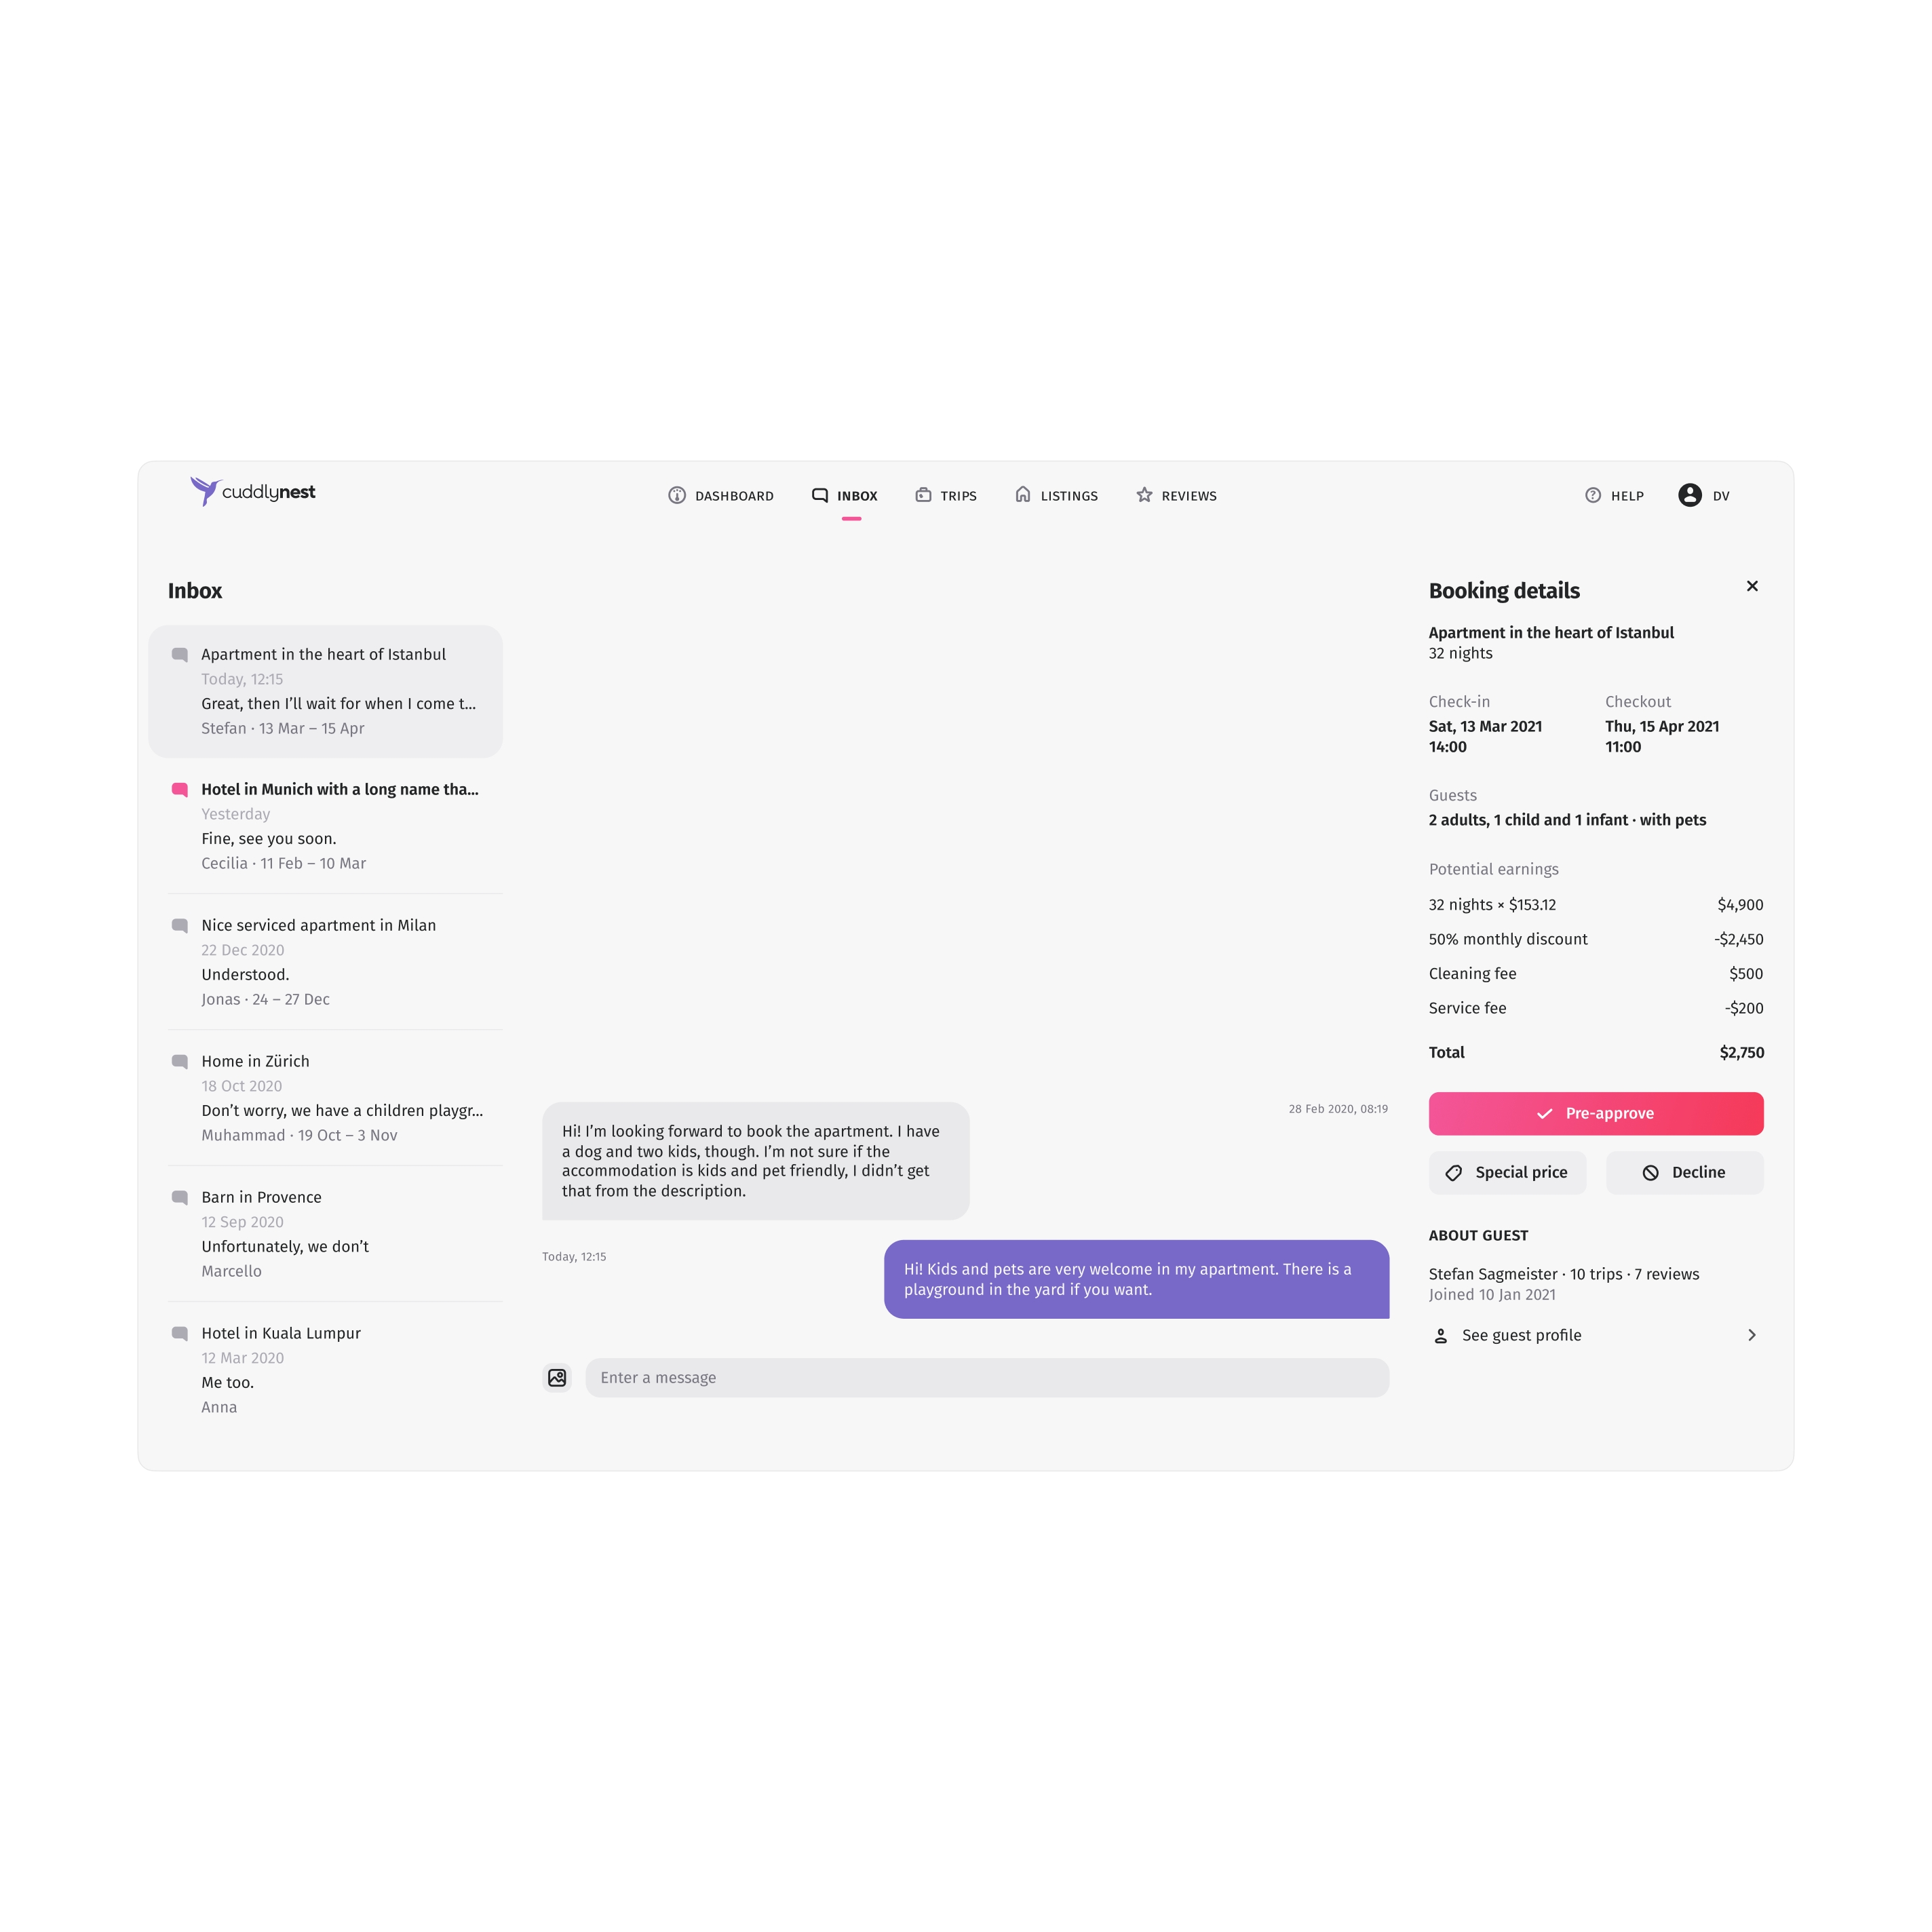 cuddlynest
DASHBOARD
INBOX
TRIPS
LISTINGS
REVIEWS
HELP
DV
Inbox
Apartment in the heart of Istanbul
Today, 12:15
Great, then I’ll wait for when I come t...
Stefan · 13 Mar – 15 Apr
Hotel in Munich with a long name tha...
Yesterday
Fine, see you soon.
Cecilia · 11 Feb – 10 Mar
Nice serviced apartment in Milan
22 Dec 2020
Understood.
Jonas · 24 – 27 Dec
Home in Zürich
18 Oct 2020
Don’t worry, we have a children playgr...
Muhammad · 19 Oct – 3 Nov
Barn in Provence
12 Sep 2020
Unfortunately, we don’t
Marcello
Hotel in Kuala Lumpur
12 Mar 2020
Me too.
Anna
28 Feb 2020, 08:19
Hi! I’m looking forward to book the apartment. I have
a dog and two kids, though. I’m not sure if the
accommodation is kids and pet friendly, I didn’t get
that from the description.
Today, 12:15
Hi! Kids and pets are very welcome in my apartment. There is a
playground in the yard if you want.
Enter a message
Booking details
Apartment in the heart of Istanbul
32 nights
Check-in
Sat, 13 Mar 2021
14:00
Checkout
Thu, 15 Apr 2021
11:00
Guests
2 adults, 1 child and 1 infant · with pets
Potential earnings
32 nights × $153.12 $4,900
50% monthly discount -$2,450
Cleaning fee $500
Service fee -$200
Total $2,750
Pre-approve
Special price
Decline
ABOUT GUEST
Stefan Sagmeister · 10 trips · 7 reviews
Joined 10 Jan 2021
See guest profile